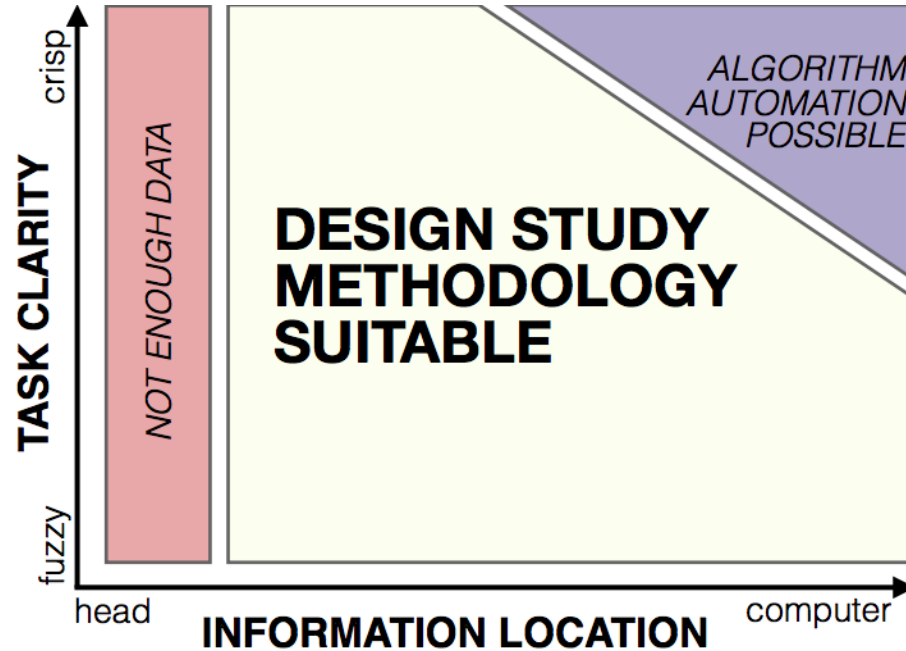 crisp
TASK CLARITY
fuzzy
NOT ENOUGH DATA
DESIGN STUDY
METHODOLOGY
SUITABLE
ALGORITHM
AUTOMATION
POSSIBLE
head
computer
INFORMATION LOCATION